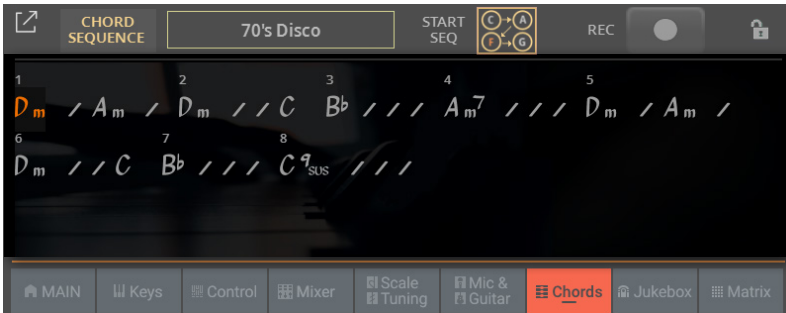 CHORD SEQUENCE 70's Disco START SEQ C A F G REC
1 2 3 4 5
Dm / Am / Dm / / C B♭ / / / Am7 / / / Dm / Am /
6 7 8
Dm / / C B♭ / / / C9sus / / /
MAIN Keys Control Mixer Scale Tuning Mic & Guitar Chords Jukebox Matrix